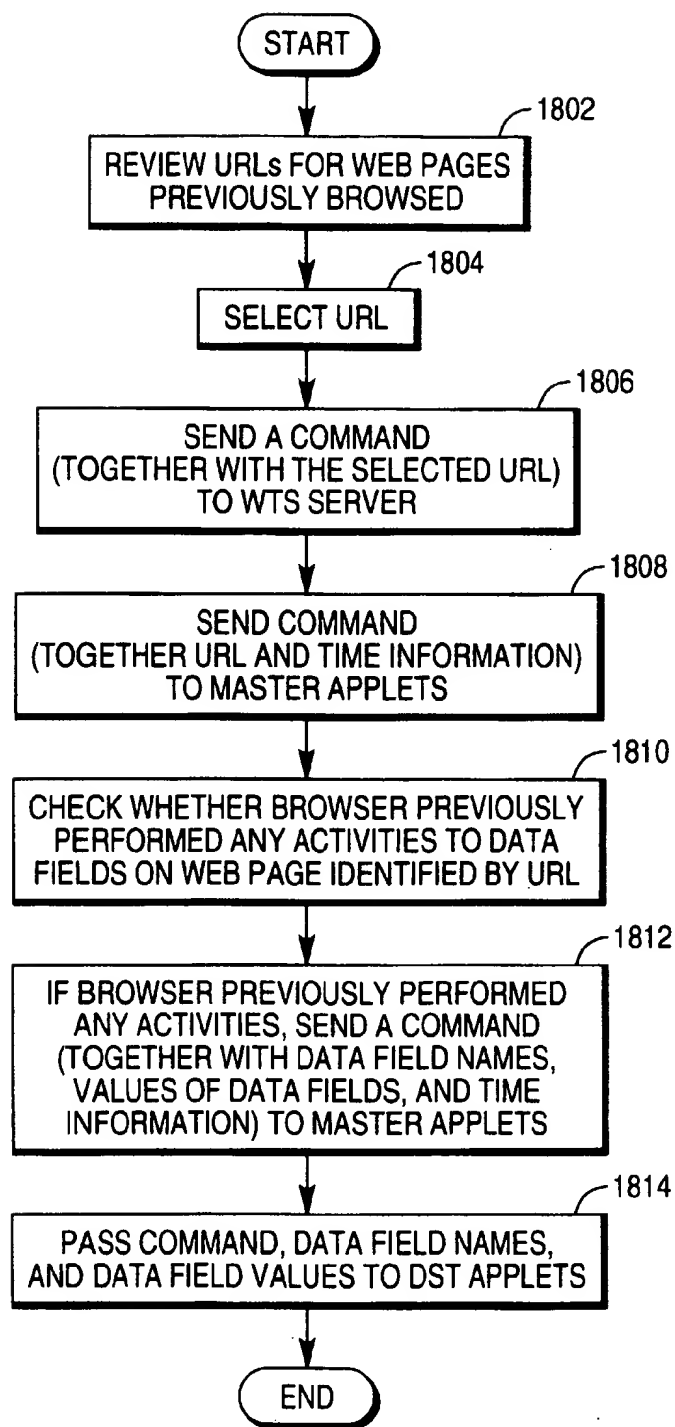 START
1802
REVIEW URLs FOR WEB PAGES
PREVIOUSLY BROWSED
1804
SELECT URL
1806
SEND A COMMAND
(TOGETHER WITH THE SELECTED URL)
TO WTS SERVER
1808
SEND COMMAND
(TOGETHER URL AND TIME INFORMATION)
TO MASTER APPLETS
1810
CHECK WHETHER BROWSER PREVIOUSLY
PERFORMED ANY ACTIVITIES TO DATA
FIELDS ON WEB PAGE IDENTIFIED BY URL
1812
IF BROWSER PREVIOUSLY PERFORMED
ANY ACTIVITIES, SEND A COMMAND
(TOGETHER WITH DATA FIELD NAMES,
VALUES OF DATA FIELDS, AND TIME
INFORMATION) TO MASTER APPLETS
1814
PASS COMMAND, DATA FIELD NAMES,
AND DATA FIELD VALUES TO DST APPLETS
END